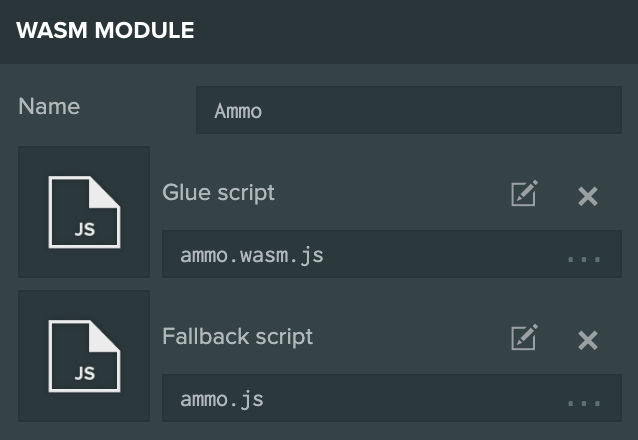 WASM MODULE
Name
Ammo
JS
Glue script
ammo.wasm.js
...
JS
Fallback script
ammo.js
...